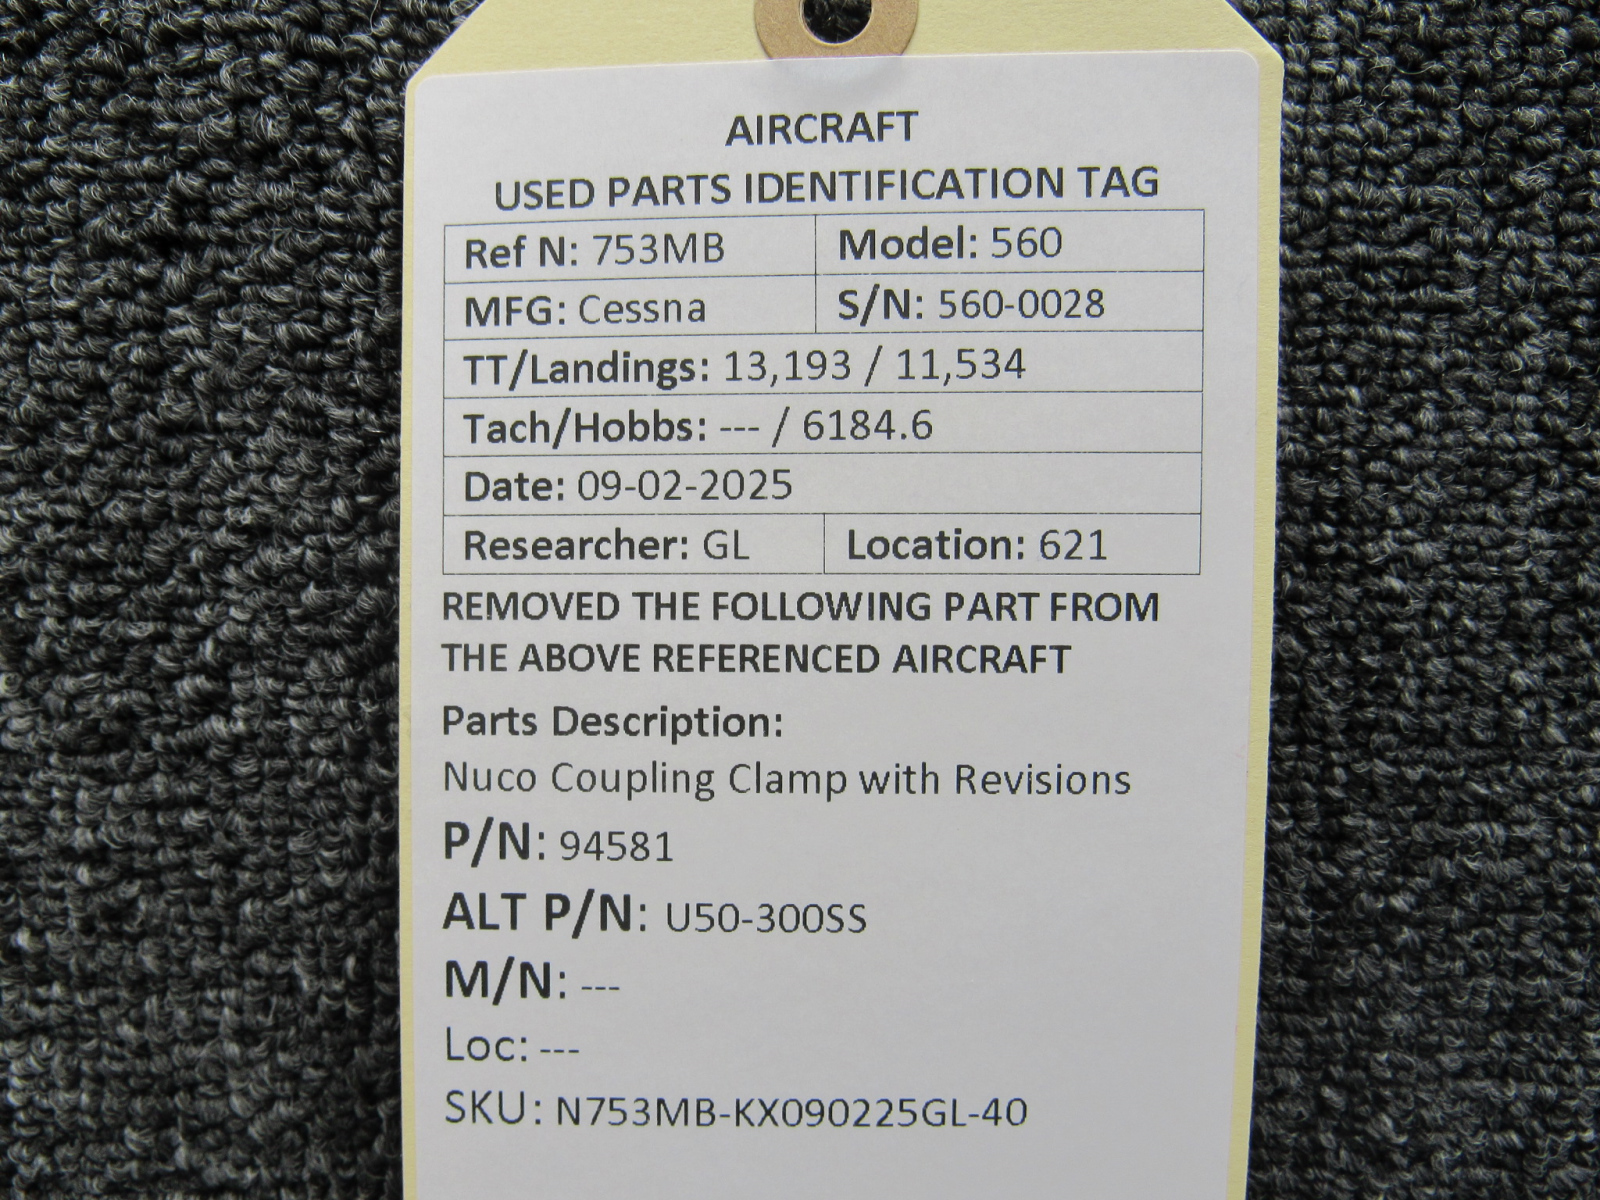 AIRCRAFT
USED PARTS IDENTIFICATION TAG
Ref N: 753MB Model: 560
MFG: Cessna S/N: 560-0028
TT/Landings: 13,193 / 11,534
Tach/Hobbs: --- / 6184.6
Date: 09-02-2025
Researcher: GL Location: 621
REMOVED THE FOLLOWING PART FROM
THE ABOVE REFERENCED AIRCRAFT
Parts Description:
Nuco Coupling Clamp with Revisions
P/N: 94581
ALT P/N: U50-300SS
M/N: ---
Loc: ---
SKU: N753MB-KX090225GL-40